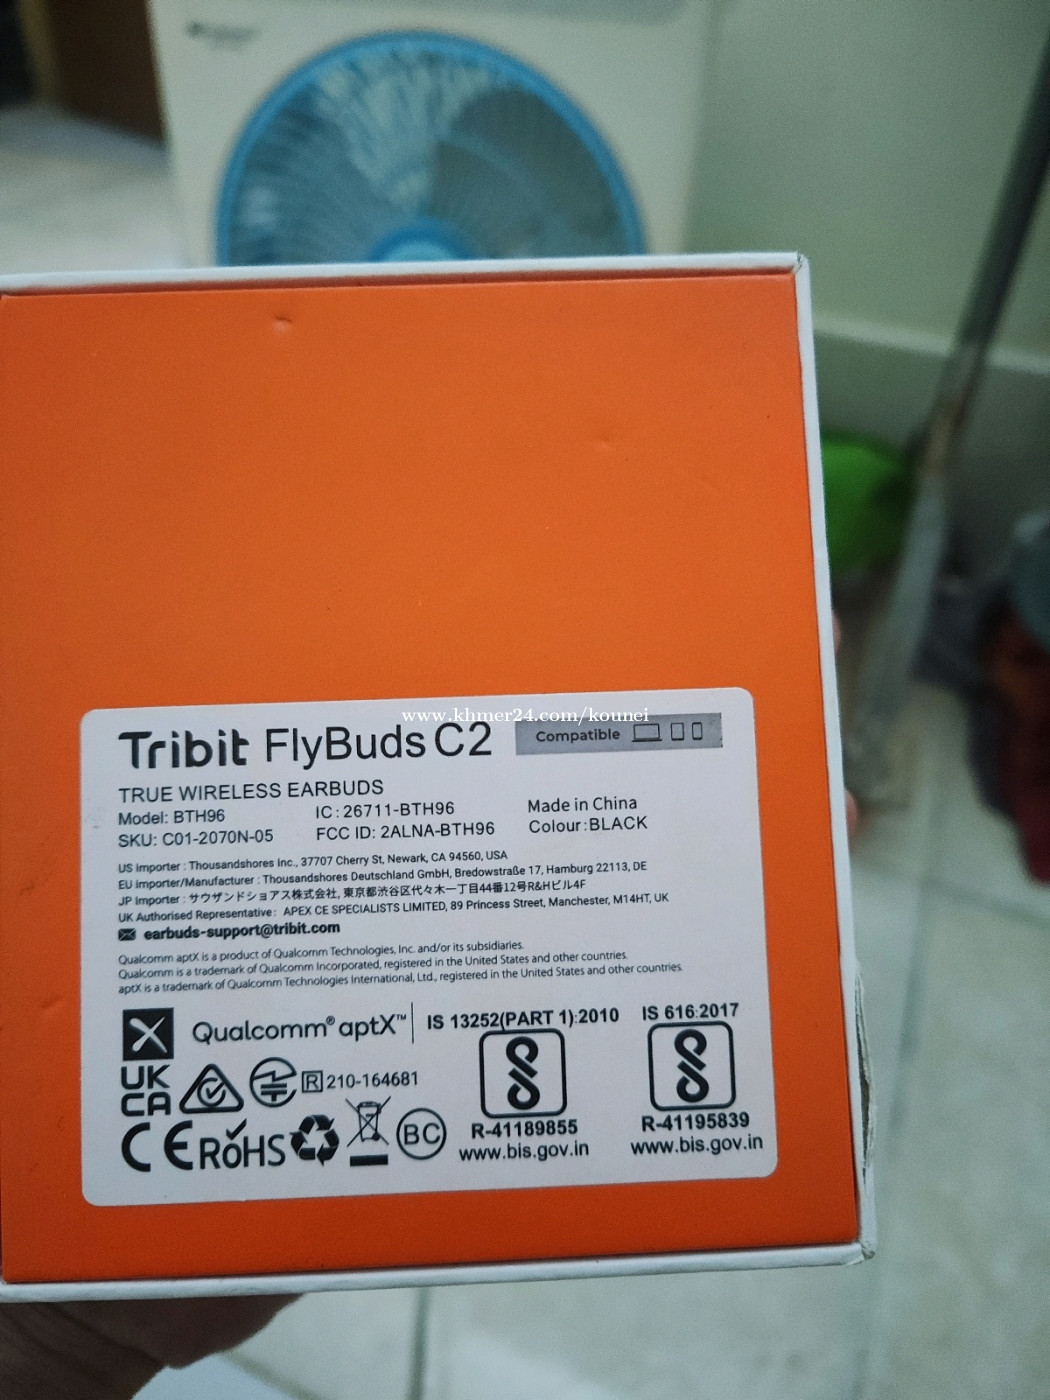 www.khmer24.com/kounei
Tribit FlyBuds C2
Compatible
TRUE WIRELESS EARBUDS
Model: BTH96
IC: 26711-BTH96
Made in China
SKU: C01-2070N-05
FCC ID: 2ALNA-BTH96
Colour:BLACK
US Importer : Thousandshores Inc., 37707 Cherry St, Newark, CA 94560, USA
EU Importer/Manufacturer : Thousandshores Deutschland GmbH, Bredowstraße 17, Hamburg 22113, DE
JP Importer : サウザンドショアス株式会社, 東京都渋谷区代々木一丁目44番12号R&Hビル4F
UK Authorised Representative: APEX CE SPECIALISTS LIMITED, 89 Princess Street, Manchester, M14HT, UK
earbuds-support@tribit.com
Qualcomm aptX is a product of Qualcomm Technologies, Inc. and/or its subsidiaries.
Qualcomm is a trademark of Qualcomm Incorporated, registered in the United States and other countries.
aptX is a trademark of Qualcomm Technologies International, Ltd., registered in the United States and other countries.
Qualcomm® aptX™
IS 13252(PART 1):2010
IS 616:2017
UK
CA
R 210-164681
CE RoHS
BC
R-41189855
R-41195839
www.bis.gov.in
www.bis.gov.in